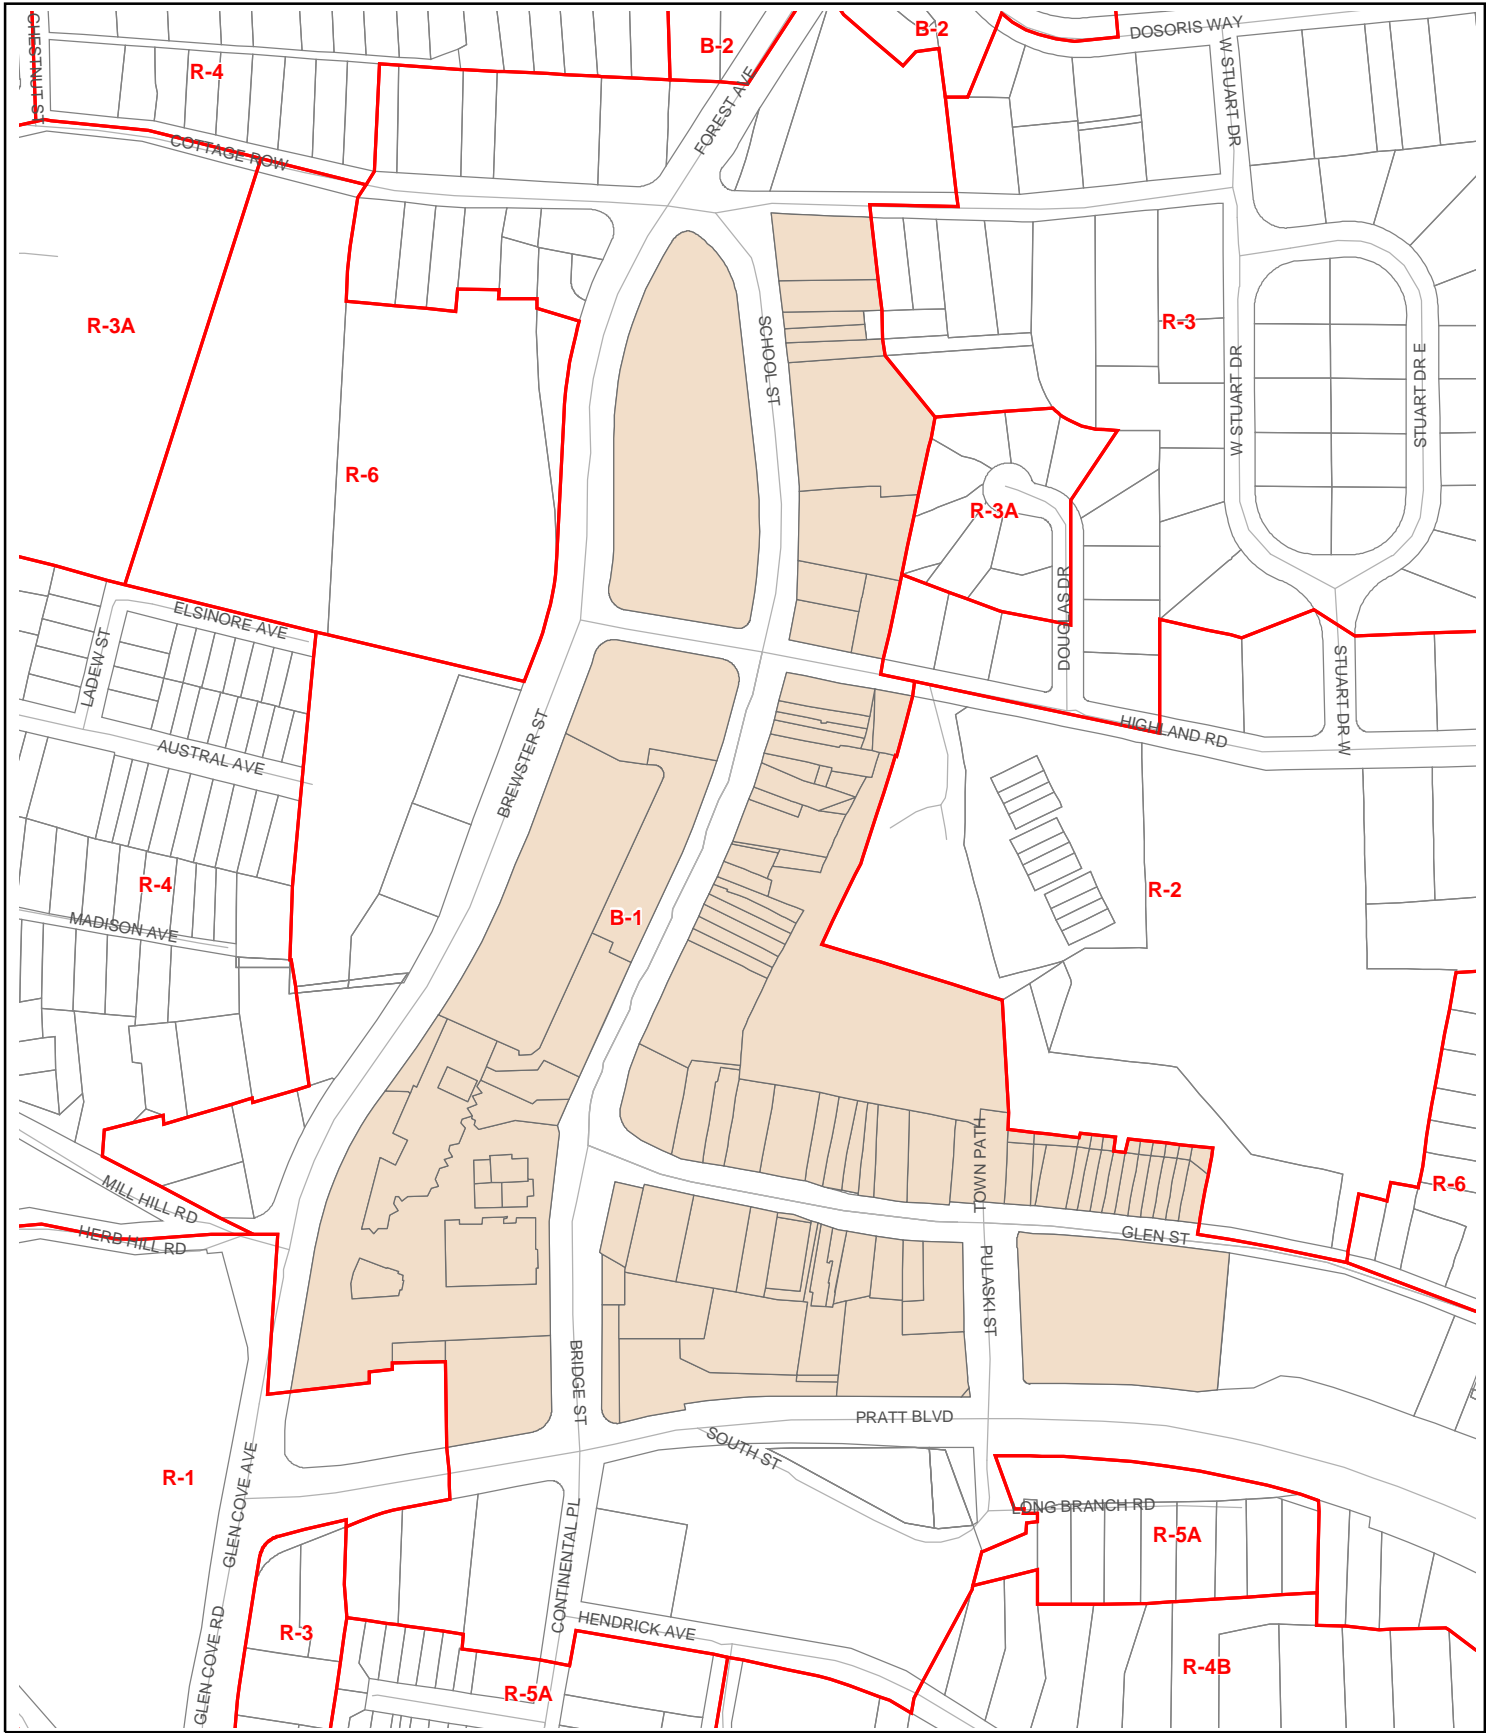 CHESTNUT ST
R-4
B-2
B-2
DOSORIS WAY
W STUART DR
FOREST AVE
COTTAGE ROW
R-3A
SCHOOL ST
R-3
W STUART DR
STUART DR E
R-6
R-3A
DOUGLAS DR
ELSINORE AVE
LADEW ST
AUSTRAL AVE
BREWSTER ST
HIGHLAND RD
STUART DR W
R-4
MADISON AVE
B-1
R-2
MILL HILL RD
HERB HILL RD
TOWN PATH
R-6
GLEN ST
PULASKI ST
BRIDGE ST
PRATT BLVD
SOUTH ST
R-1
GLEN COVE AVE
LONG BRANCH RD
R-5A
CONTINENTAL PL
HENDRICK AVE
R-3
GLEN COVE RD
R-5A
R-4B